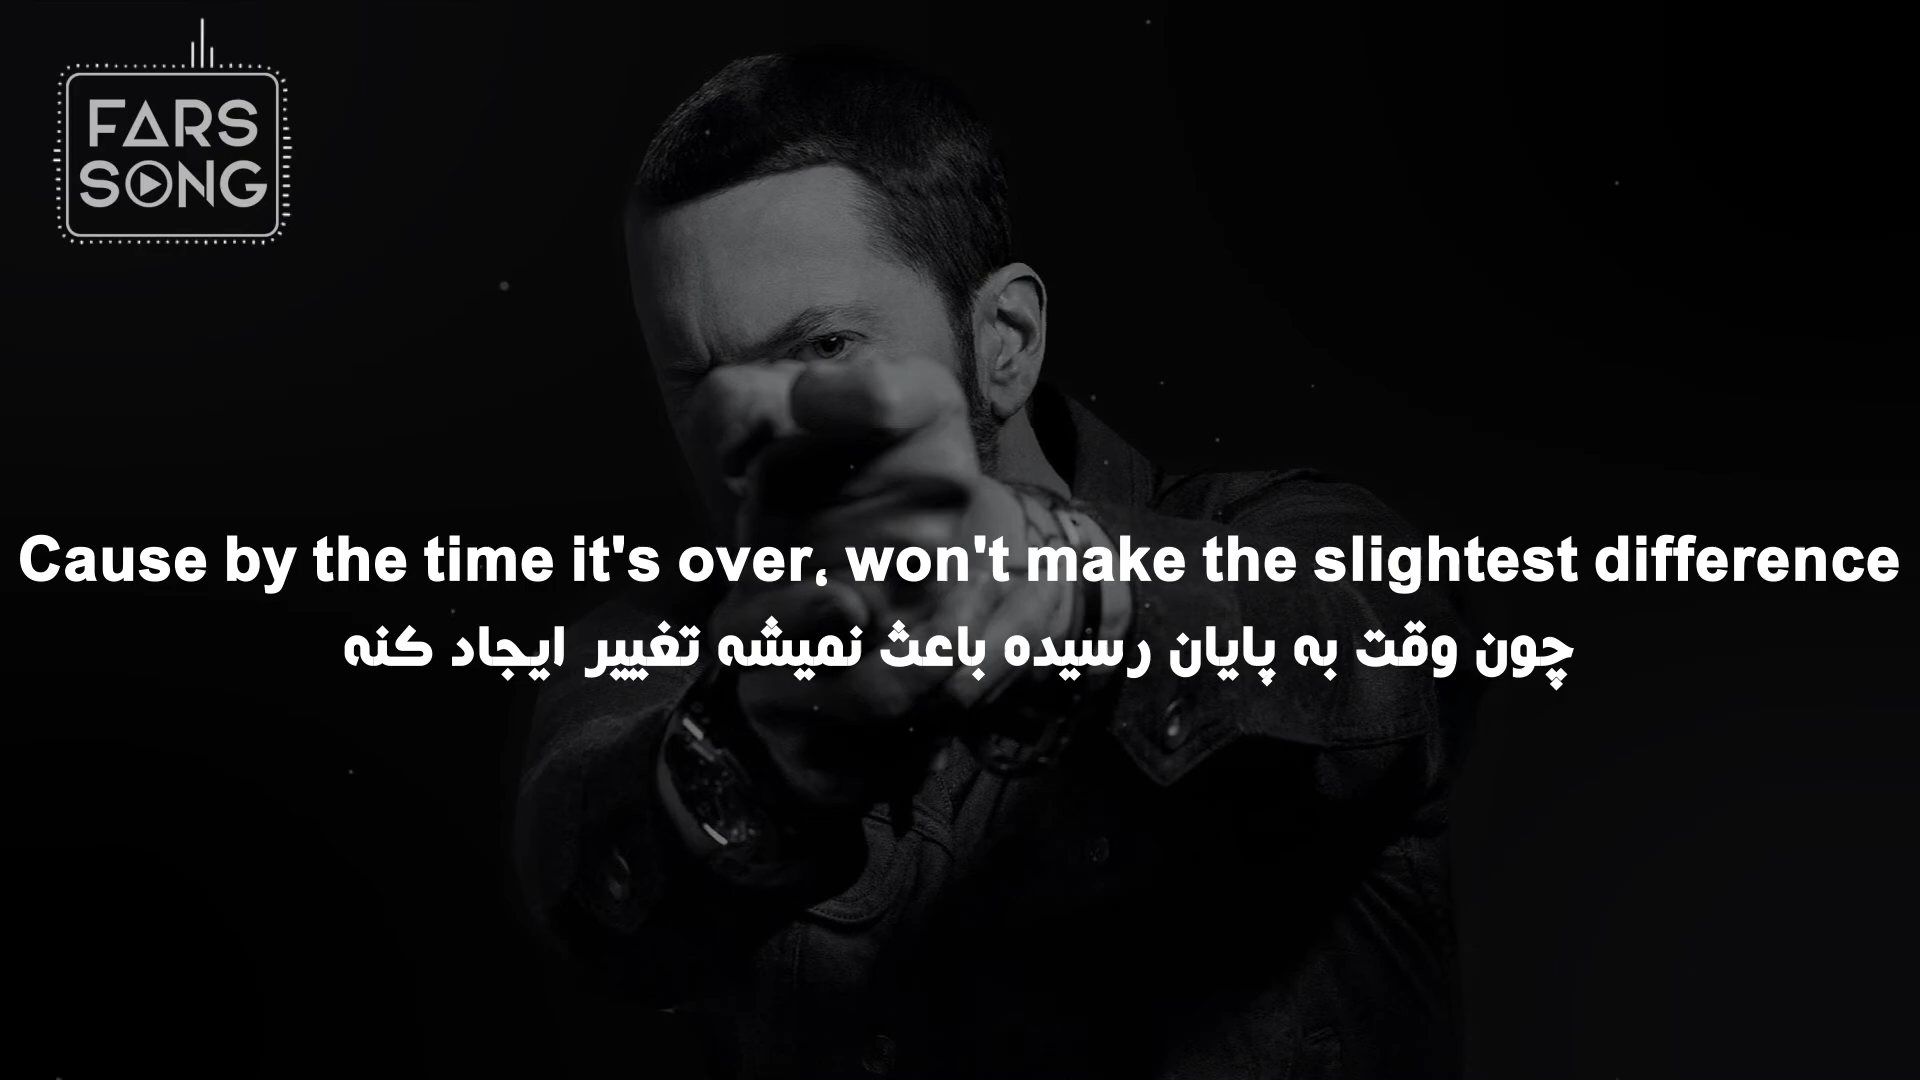 FARS
SONG
Cause by the time it's over، won't make the slightest difference
چون وقت به پایان رسیده باعث نمیشه تغییر ایجاد کنه